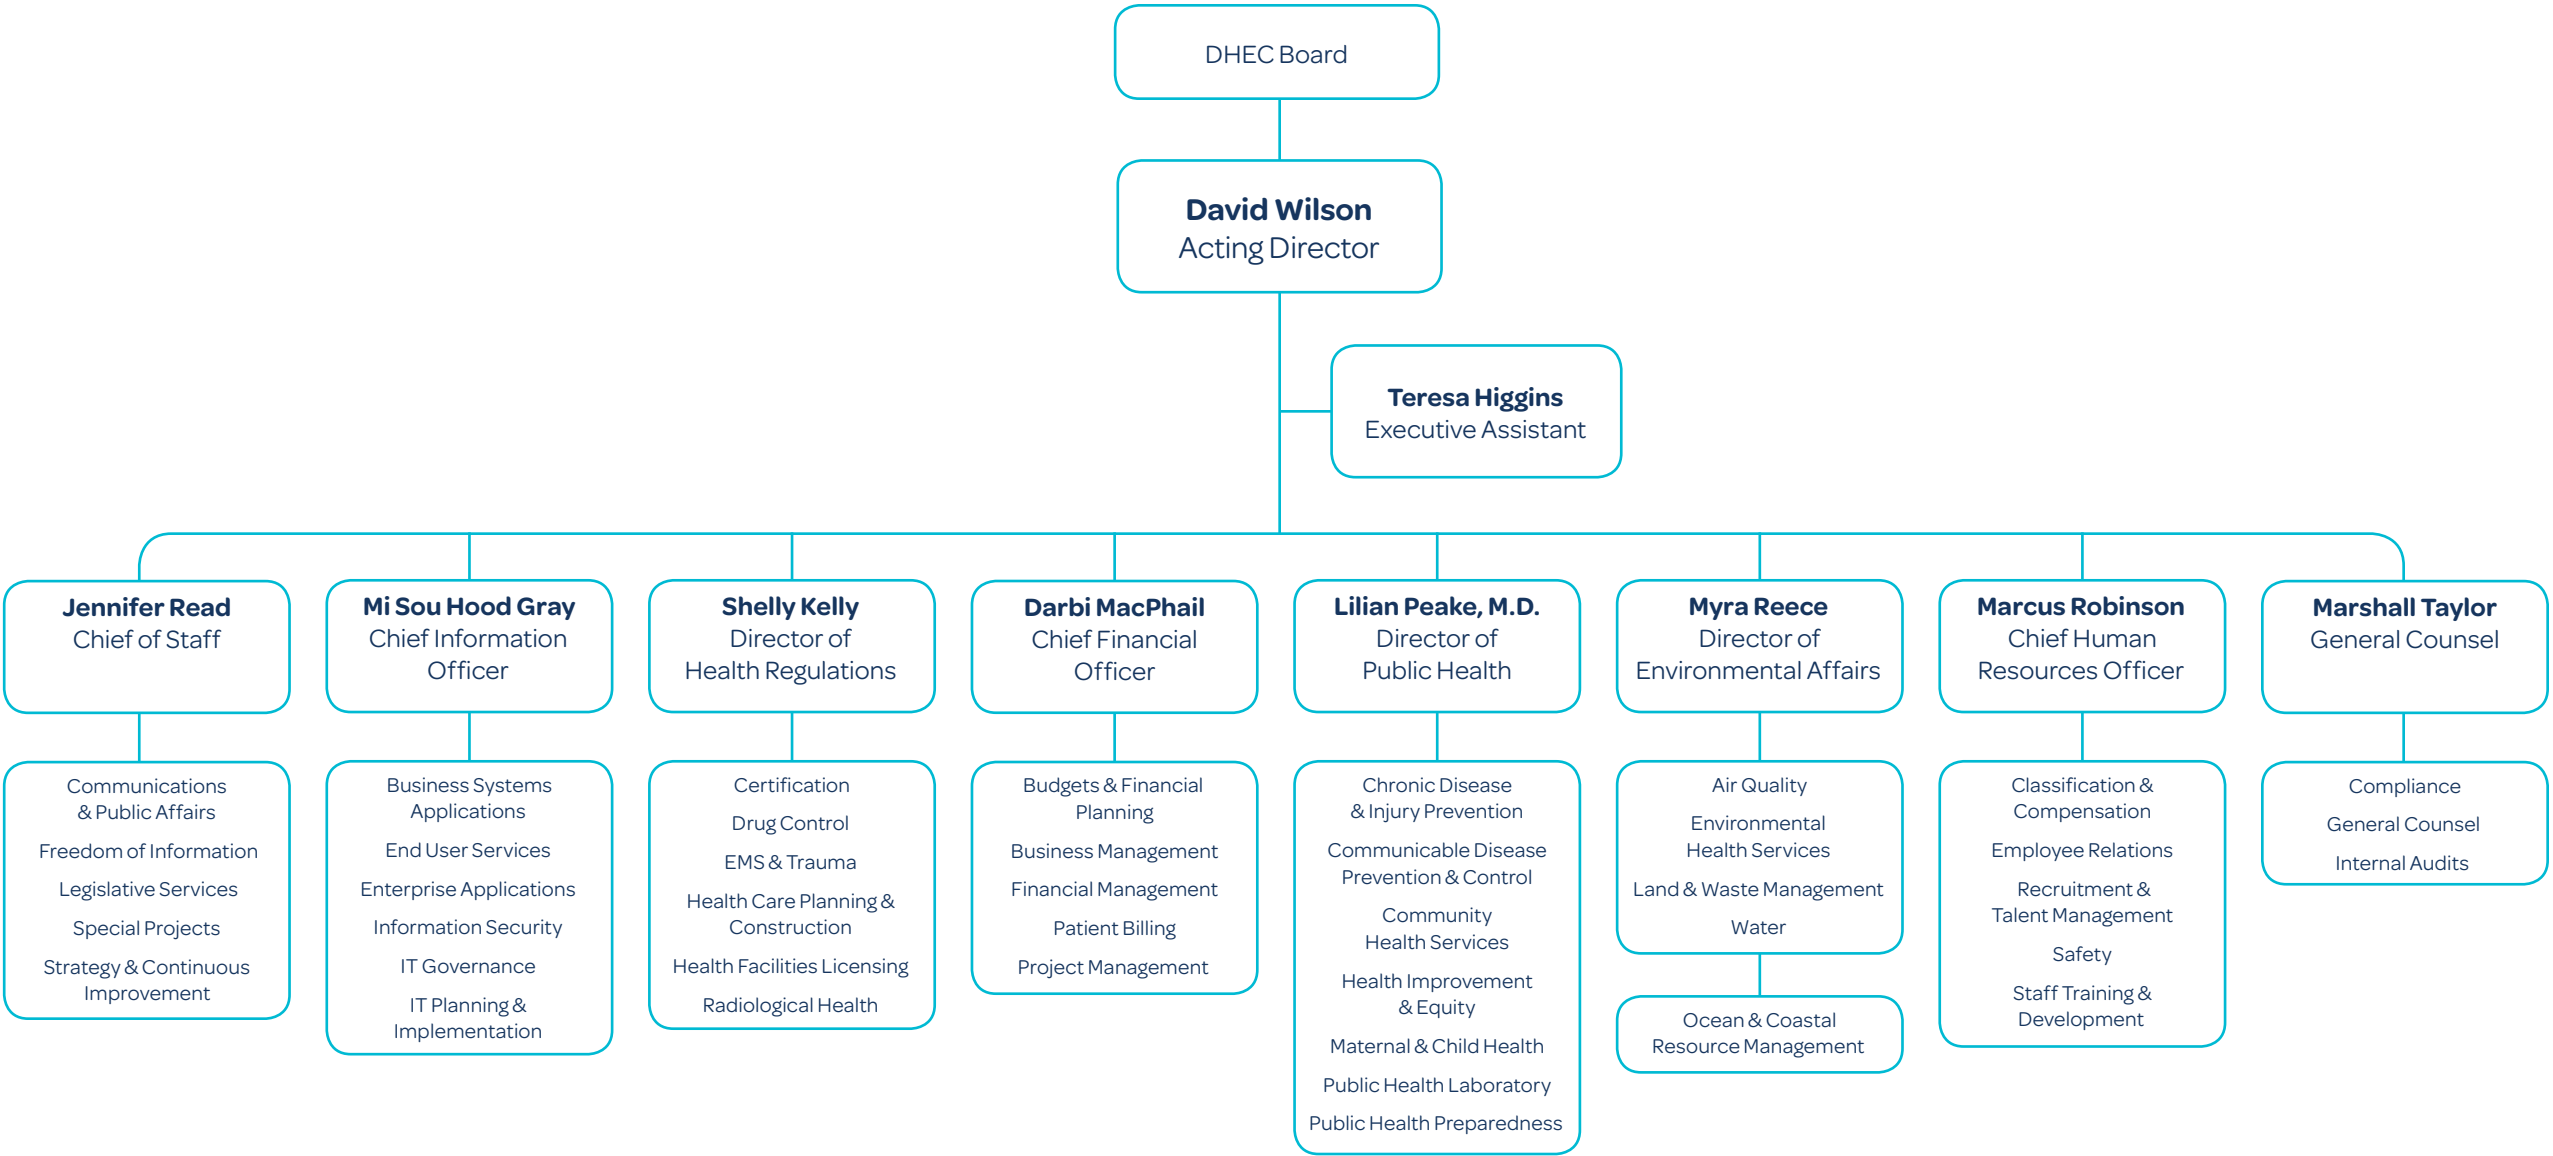 DHEC Board
David Wilson
Acting Director
Teresa Higgins
Executive Assistant
Jennifer Read
Chief of Staff
Mi Sou Hood Gray
Chief Information
Officer
Shelly Kelly
Director of
Health Regulations
Darbi MacPhail
Chief Financial
Officer
Lilian Peake, M.D.
Director of
Public Health
Myra Reece
Director of
Environmental Affairs
Marcus Robinson
Chief Human
Resources Officer
Marshall Taylor
General Counsel
Communications
& Public Affairs
Freedom of Information
Legislative Services
Special Projects
Strategy & Continuous
Improvement
Business Systems
Applications
End User Services
Enterprise Applications
Information Security
IT Governance
IT Planning &
Implementation
Certification
Drug Control
EMS & Trauma
Health Care Planning &
Construction
Health Facilities Licensing
Radiological Health
Budgets & Financial
Planning
Business Management
Financial Management
Patient Billing
Project Management
Chronic Disease
& Injury Prevention
Communicable Disease
Prevention & Control
Community
Health Services
Health Improvement
& Equity
Maternal & Child Health
Public Health Laboratory
Public Health Preparedness
Air Quality
Environmental
Health Services
Land & Waste Management
Water
Ocean & Coastal
Resource Management
Classification &
Compensation
Employee Relations
Recruitment &
Talent Management
Safety
Staff Training &
Development
Compliance
General Counsel
Internal Audits